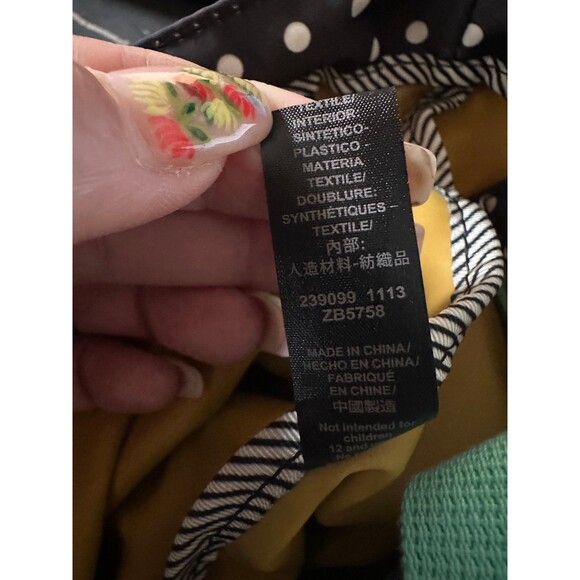 TEXTILE/
INTERIOR
SINTÉTICO-
PLASTICO -
MATERIA
TEXTILE/
DOUBLURE:
SYNTHÉTIQUES –
TEXTILE/
內部:
人造材料-紡織品
239099 1113
ZB5758
MADE IN CHINA/
HECHO EN CHINA/
FABRIQUÉ
EN CHINE/
中國製造
Not intended for
children
12 and